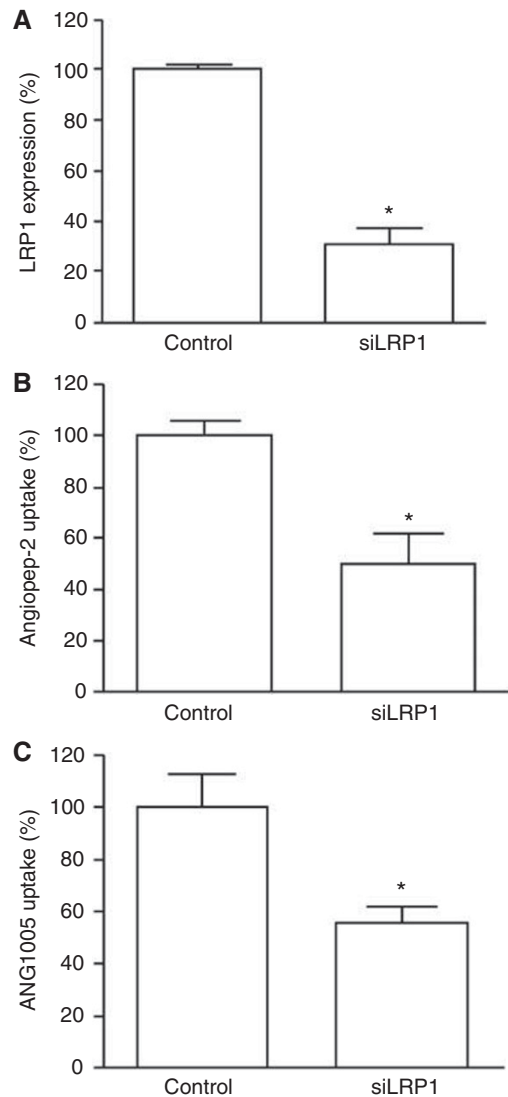 A
LRP1 expression (%)
120
100
80
60
40
20
0
*
Control siLRP1
B
Angiopep-2 uptake (%)
120
100
80
60
40
20
0
*
Control siLRP1
C
ANG1005 uptake (%)
120
100
80
60
40
20
0
*
Control siLRP1